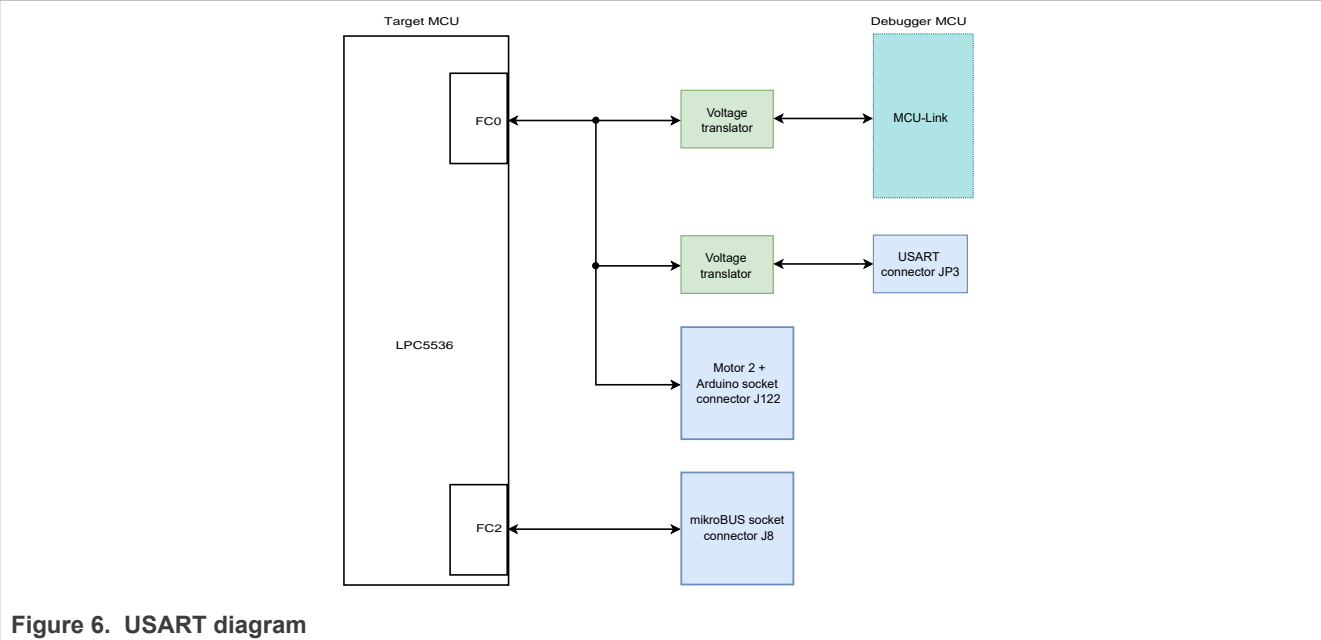 Target MCU
Debugger MCU
FC0
Voltage
translator
MCU-Link
Voltage
translator
USART
connector JP3
LPC5536
Motor 2 +
Arduino socket
connector J122
FC2
mikroBUS socket
connector J8
Figure 6. USART diagram